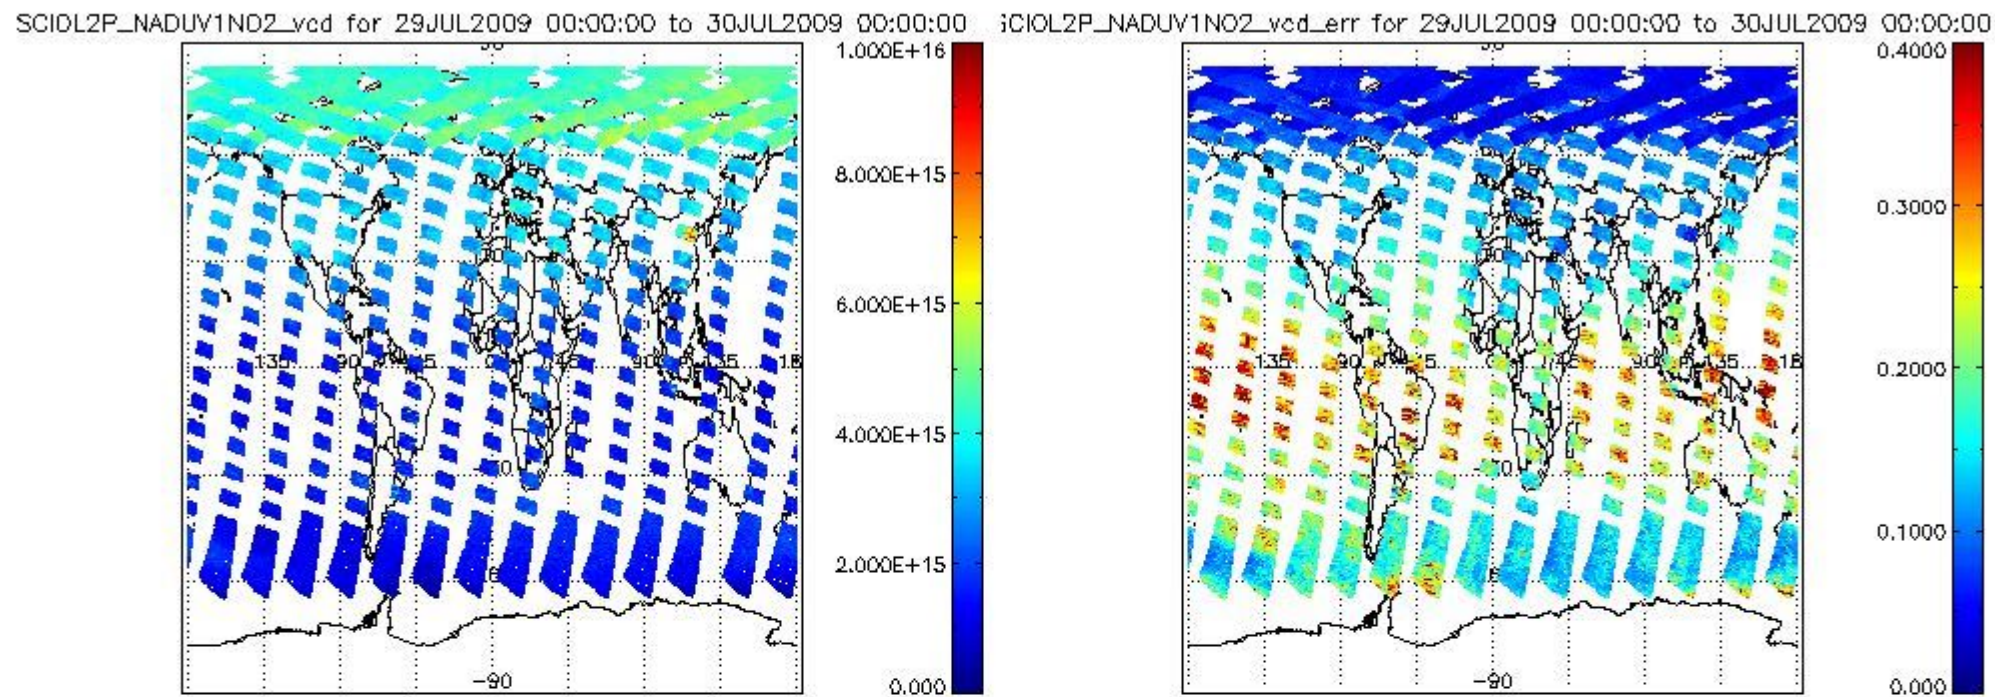 SCIOL2P_NADUV1NO2_vcd for 29JUL2009 00:00:00 to 30JUL2009 00:00:00
1.000E+16
8.000E+15
6.000E+15
4.000E+15
2.000E+15
0.000
135 90 45 0 45 90 135 18
-90
SCIOL2P_NADUV1NO2_vcd_err for 29JUL2009 00:00:00 to 30JUL2009 00:00:00
0.4000
0.3000
0.2000
0.1000
0.000
135 90 45 0 45 90 135 18
-90